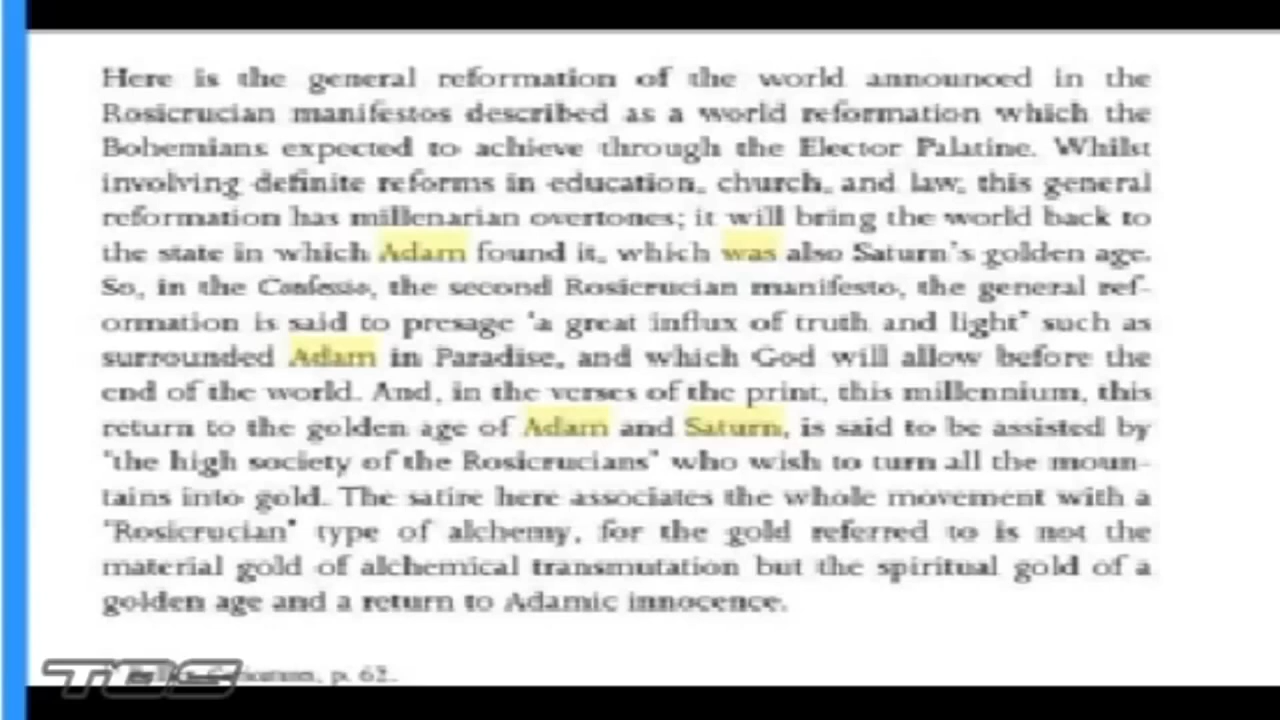 Here is the general reformation of the world announced in the
Rosicrucian manifestos described as a world reformation which the
Bohemians expected to achieve through the Elector Palatine. Whilst
involving definite reforms in education, church, and law, this general
reformation has millenarian overtones; it will bring the world back to
the state in which Adam found it, which was also Saturn's golden age.
So, in the Confessio, the second Rosicrucian manifesto, the general ref-
ormation is said to presage 'a great influx of truth and light' such as
surrounded Adam in Paradise, and which God will allow before the
end of the world. And, in the verses of the print, this millennium, this
return to the golden age of Adam and Saturn, is said to be assisted by
'the high society of the Rosicrucians' who wish to turn all the moun-
tains into gold. The satire here associates the whole movement with a
'Rosicrucian' type of alchemy, for the gold referred to is not the
material gold of alchemical transmutation but the spiritual gold of a
golden age and a return to Adamic innocence.
p. 62.
TOS